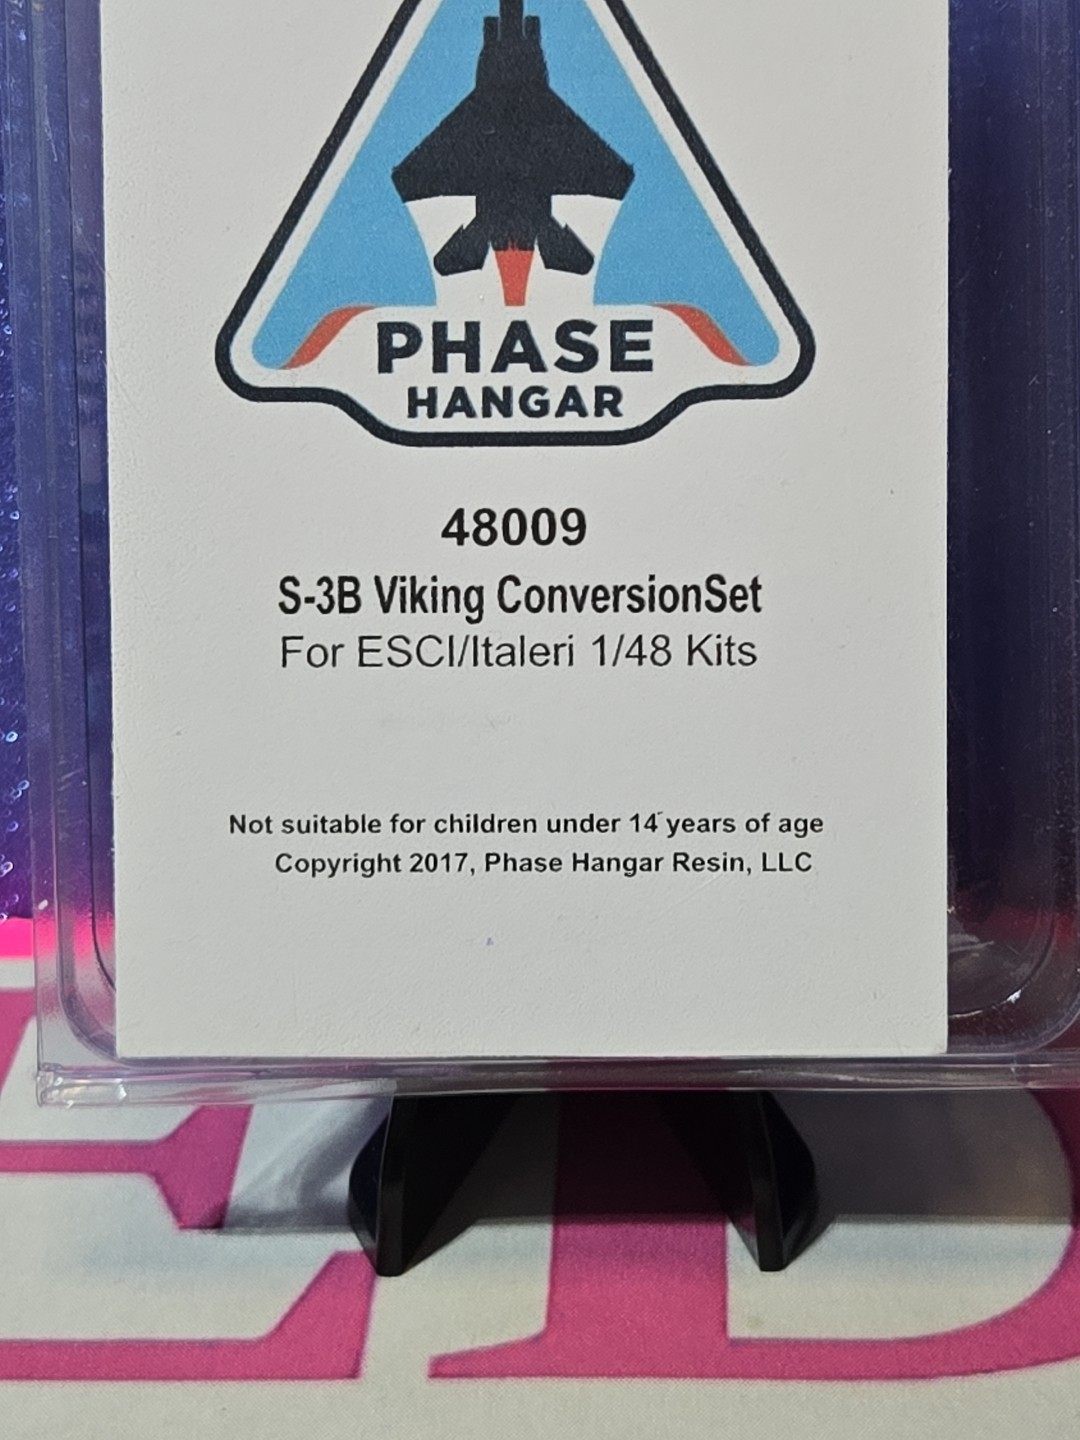 PHASE
HANGAR
48009
S-3B Viking ConversionSet
For ESCI/Italeri 1/48 Kits
Not suitable for children under 14 years of age
Copyright 2017, Phase Hangar Resin, LLC